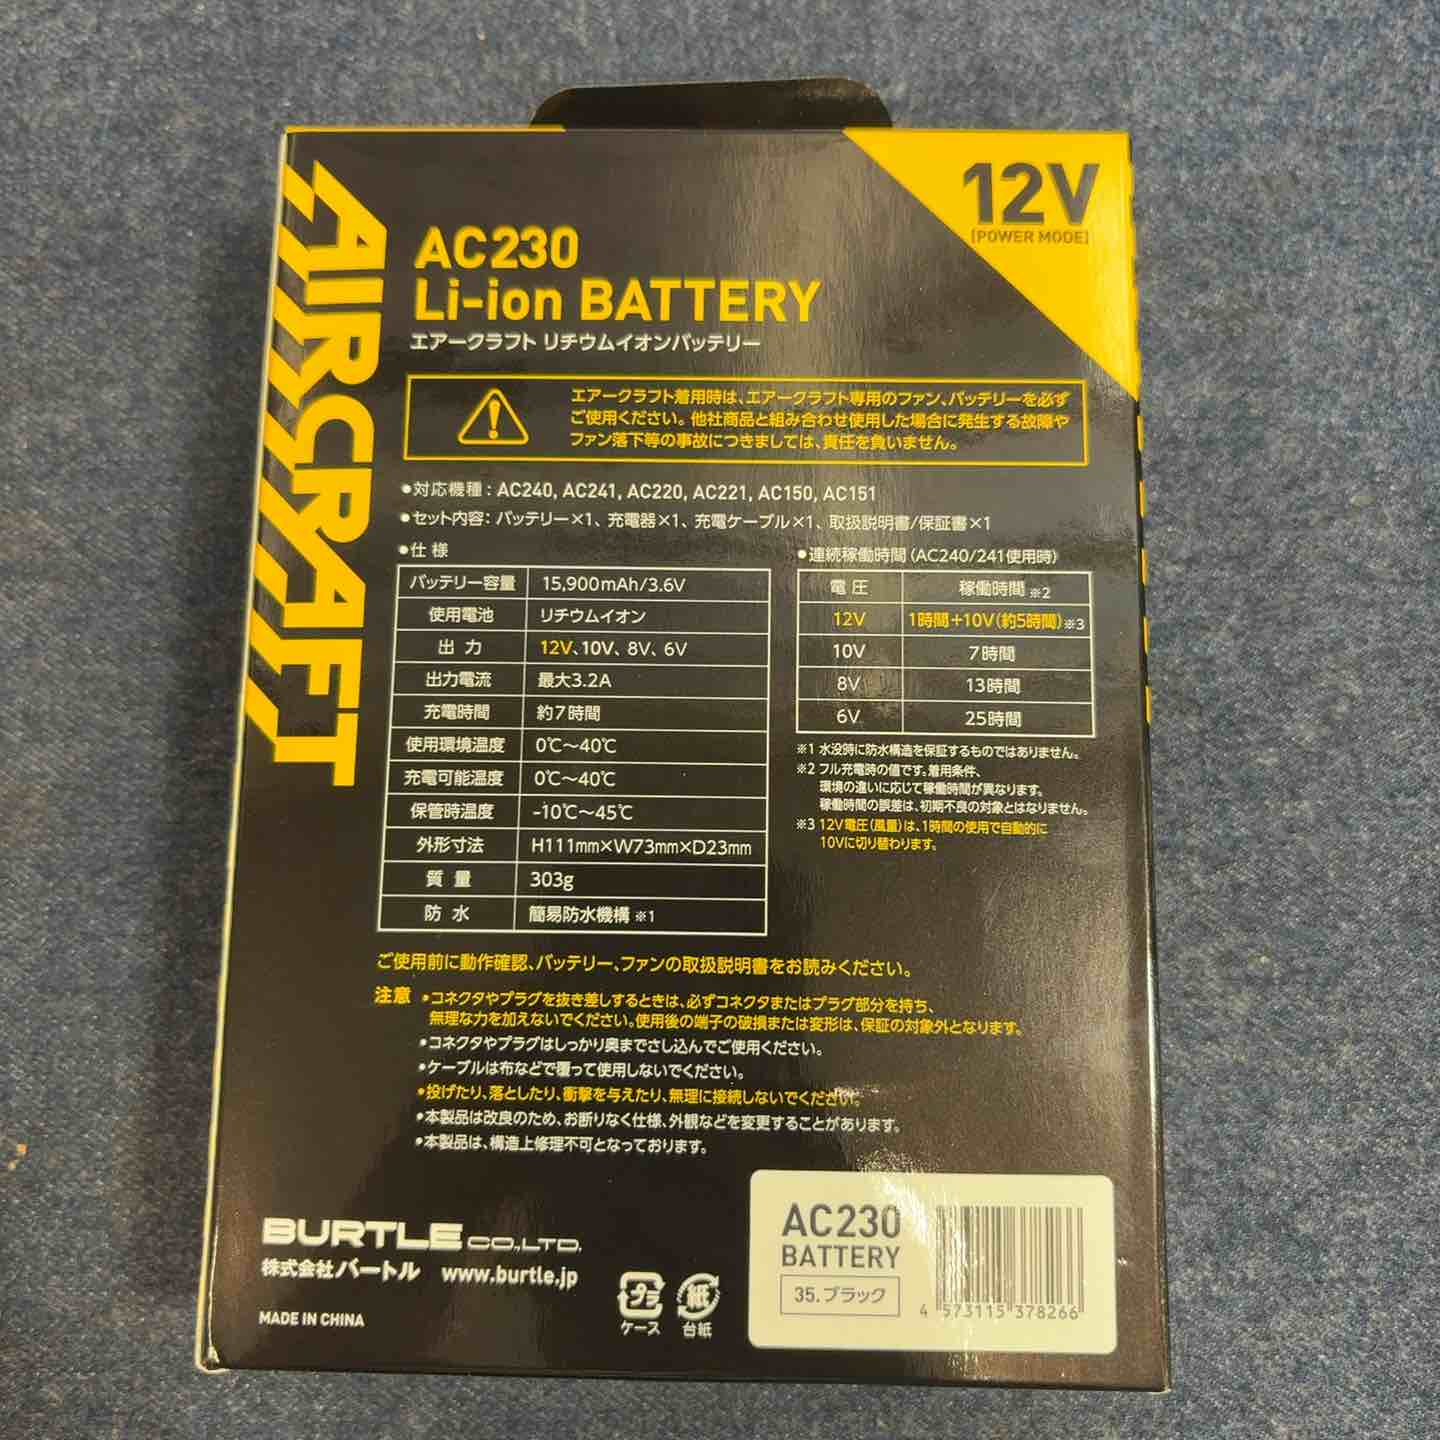 AIRCRAFT
12V
[POWER MODE]
AC230
Li-ion BATTERY
エアークラフト リチウムイオンバッテリー
エアークラフト着用時は、エアークラフト専用のファン、バッテリーを必ず
ご使用ください。他社商品と組み合わせ使用した場合に発生する故障や
ファン落下等の事故につきましては、責任を負いません。
●対応機種：AC240, AC241, AC220, AC221, AC150, AC151
●セット内容：バッテリー×1、充電器×1、充電ケーブル×1、取扱説明書/保証書×1
●仕様
バッテリー容量 15,900mAh/3.6V
使用電池 リチウムイオン
出力 12V、10V、8V、6V
出力電流 最大3.2A
充電時間 約7時間
使用環境温度 0℃～40℃
充電可能温度 0℃～40℃
保管時温度 -10℃～45℃
外形寸法 H111mm×W73mm×D23mm
質量 303g
防水 簡易防水機構 ※1
●連続稼働時間（AC240/241使用時）
電圧 稼働時間 ※2
12V 1時間+10V（約5時間）※3
10V 7時間
8V 13時間
6V 25時間
※1 水没時に防水構造を保証するものではありません。
※2 フル充電時の値です。着用条件、
環境の違いに応じて稼働時間が異なります。
稼働時間の誤差は、初期不良の対象とはなりません。
※3 12V電圧（風量）は、1時間の使用で自動的に
10Vに切り替わります。
ご使用前に動作確認、バッテリー、ファンの取扱説明書をお読みください。
注意 ●コネクタやプラグを抜き差しするときは、必ずコネクタまたはプラグ部分を持ち、
無理な力を加えないでください。使用後の端子の破損または変形は、保証の対象外となります。
●コネクタやプラグはしっかり奥までさし込んでご使用ください。
●ケーブルは布などで覆って使用しないでください。
●投げたり、落としたり、衝撃を与えたり、無理に接続しないでください。
●本製品は改良のため、お断りなく仕様、外観などを変更することがあります。
●本製品は、構造上修理不可となっております。
BURTLE CO.,LTD.
株式会社バートル www.burtle.jp
MADE IN CHINA
プラ
ケース
紙
台紙
AC230
BATTERY
35.ブラック
4 573115 378266